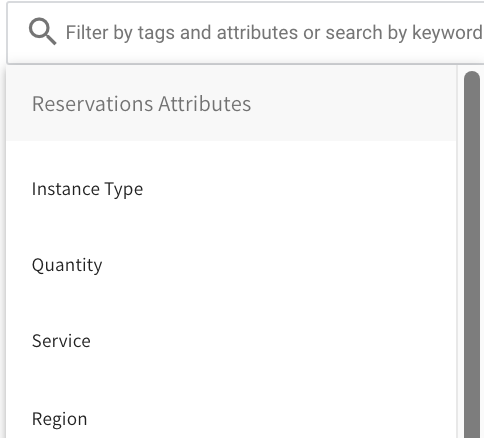 Filter by tags and attributes or search by keyword
Reservations Attributes
Instance Type
Quantity
Service
Region